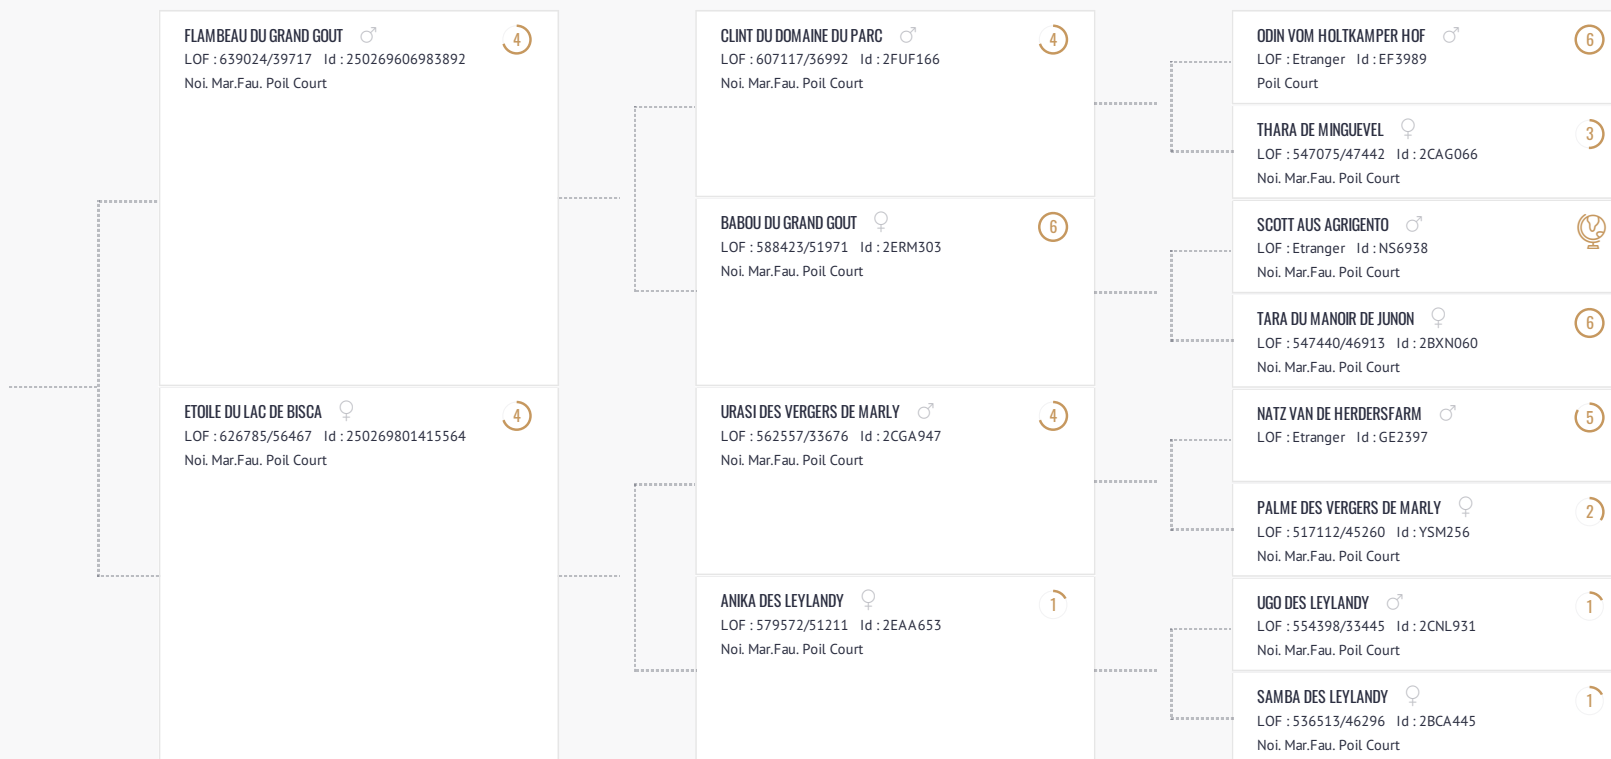 FLAMBEAU DU GRAND GOUT
4
LOF : 639024/39717 Id : 250269606983892
Noi. Mar.Fau. Poil Court
ETOILE DU LAC DE BISCA
4
LOF : 626785/56467 Id : 250269801415564
Noi. Mar.Fau. Poil Court
CLINT DU DOMAINE DU PARC
4
LOF : 607117/36992 Id : 2FUF166
Noi. Mar.Fau. Poil Court
BABOU DU GRAND GOUT
6
LOF : 588423/51971 Id : 2ERM303
Noi. Mar.Fau. Poil Court
URASI DES VERGERS DE MARLY
4
LOF : 562557/33676 Id : 2CGA947
Noi. Mar.Fau. Poil Court
ANIKA DES LEYLANDY
1
LOF : 579572/51211 Id : 2EAA653
Noi. Mar.Fau. Poil Court
ODIN VOM HOLTKAMPER HOF
6
LOF : Etranger Id : EF3989
Poil Court
THARA DE MINGUEVEL
3
LOF : 547075/47442 Id : 2CAG066
Noi. Mar.Fau. Poil Court
SCOTT AUS AGRIGENTO
LOF : Etranger Id : NS6938
Noi. Mar.Fau. Poil Court
TARA DU MANOIR DE JUNON
6
LOF : 547440/46913 Id : 2BXN060
Noi. Mar.Fau. Poil Court
NATZ VAN DE HERDERSFARM
5
LOF : Etranger Id : GE2397
PALME DES VERGERS DE MARLY
2
LOF : 517112/45260 Id : YSM256
Noi. Mar.Fau. Poil Court
UGO DES LEYLANDY
1
LOF : 554398/33445 Id : 2CNL931
Noi. Mar.Fau. Poil Court
SAMBA DES LEYLANDY
1
LOF : 536513/46296 Id : 2BCA445
Noi. Mar.Fau. Poil Court